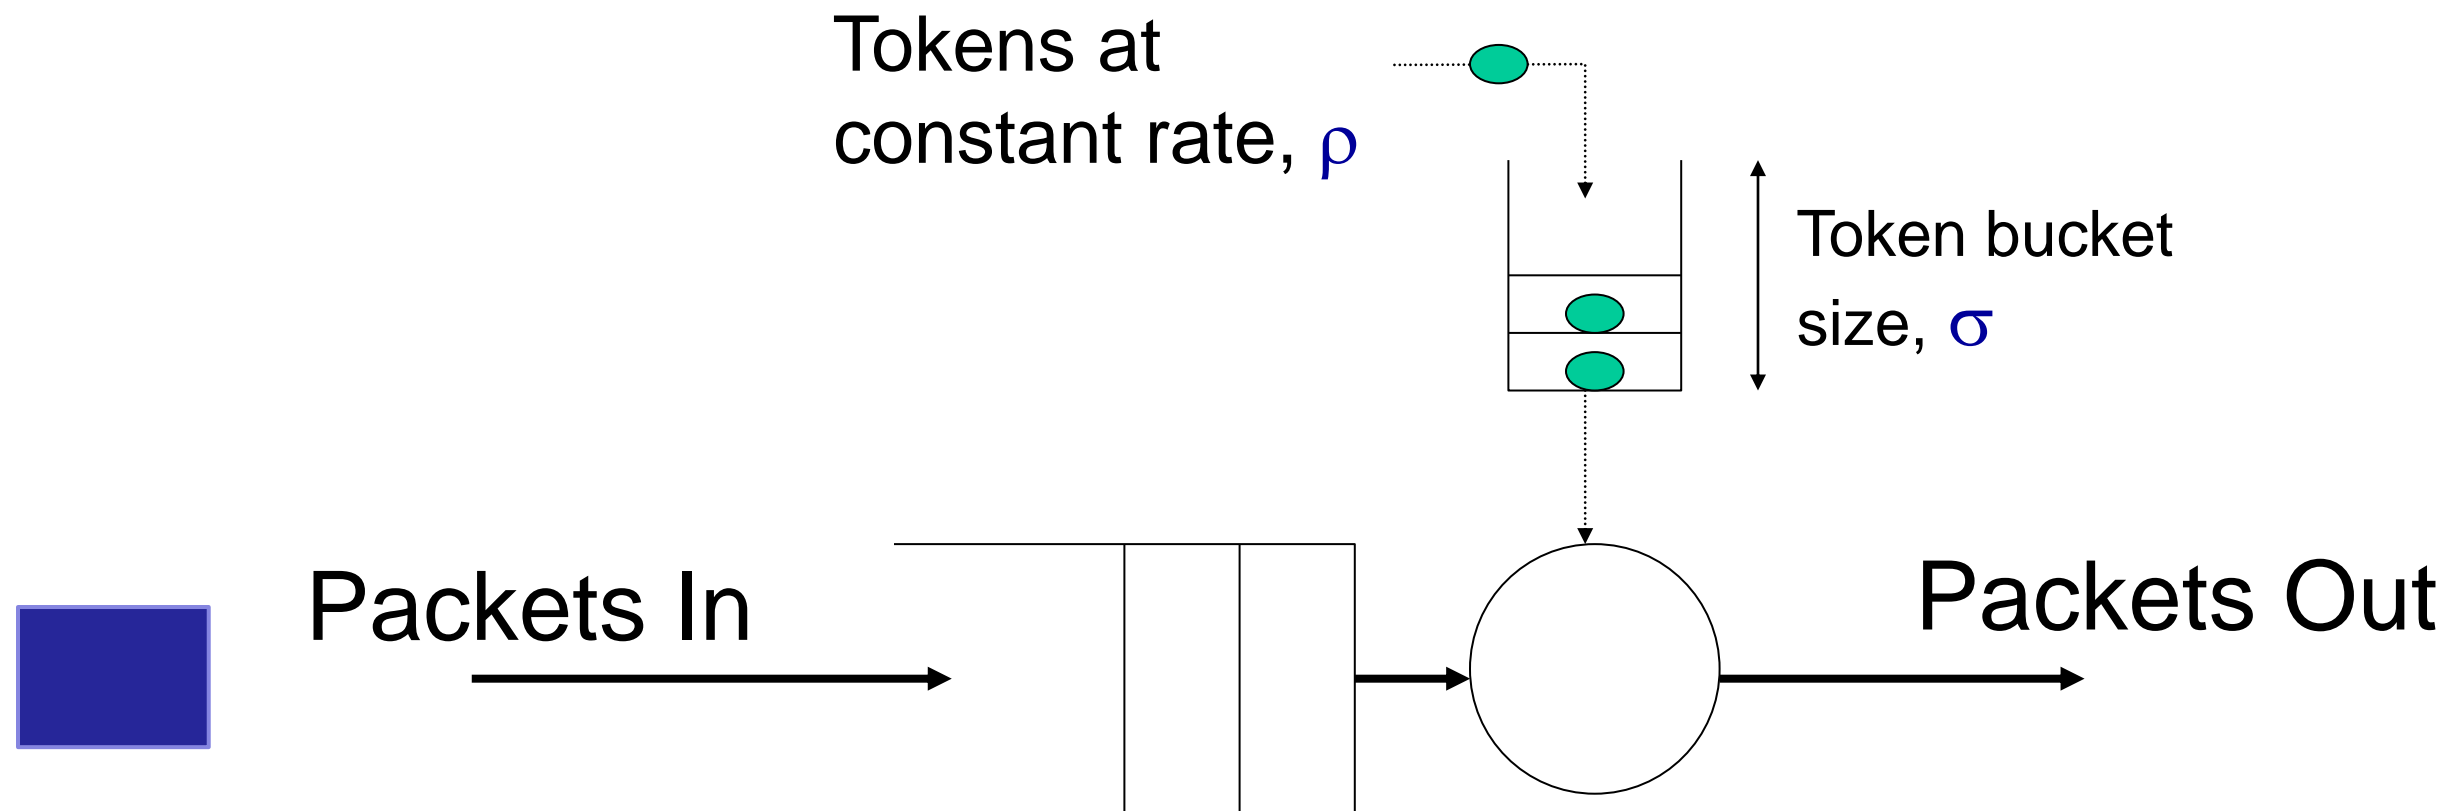 Tokens at
constant rate, ρ
Token bucket
size, σ
Packets In
Packets Out